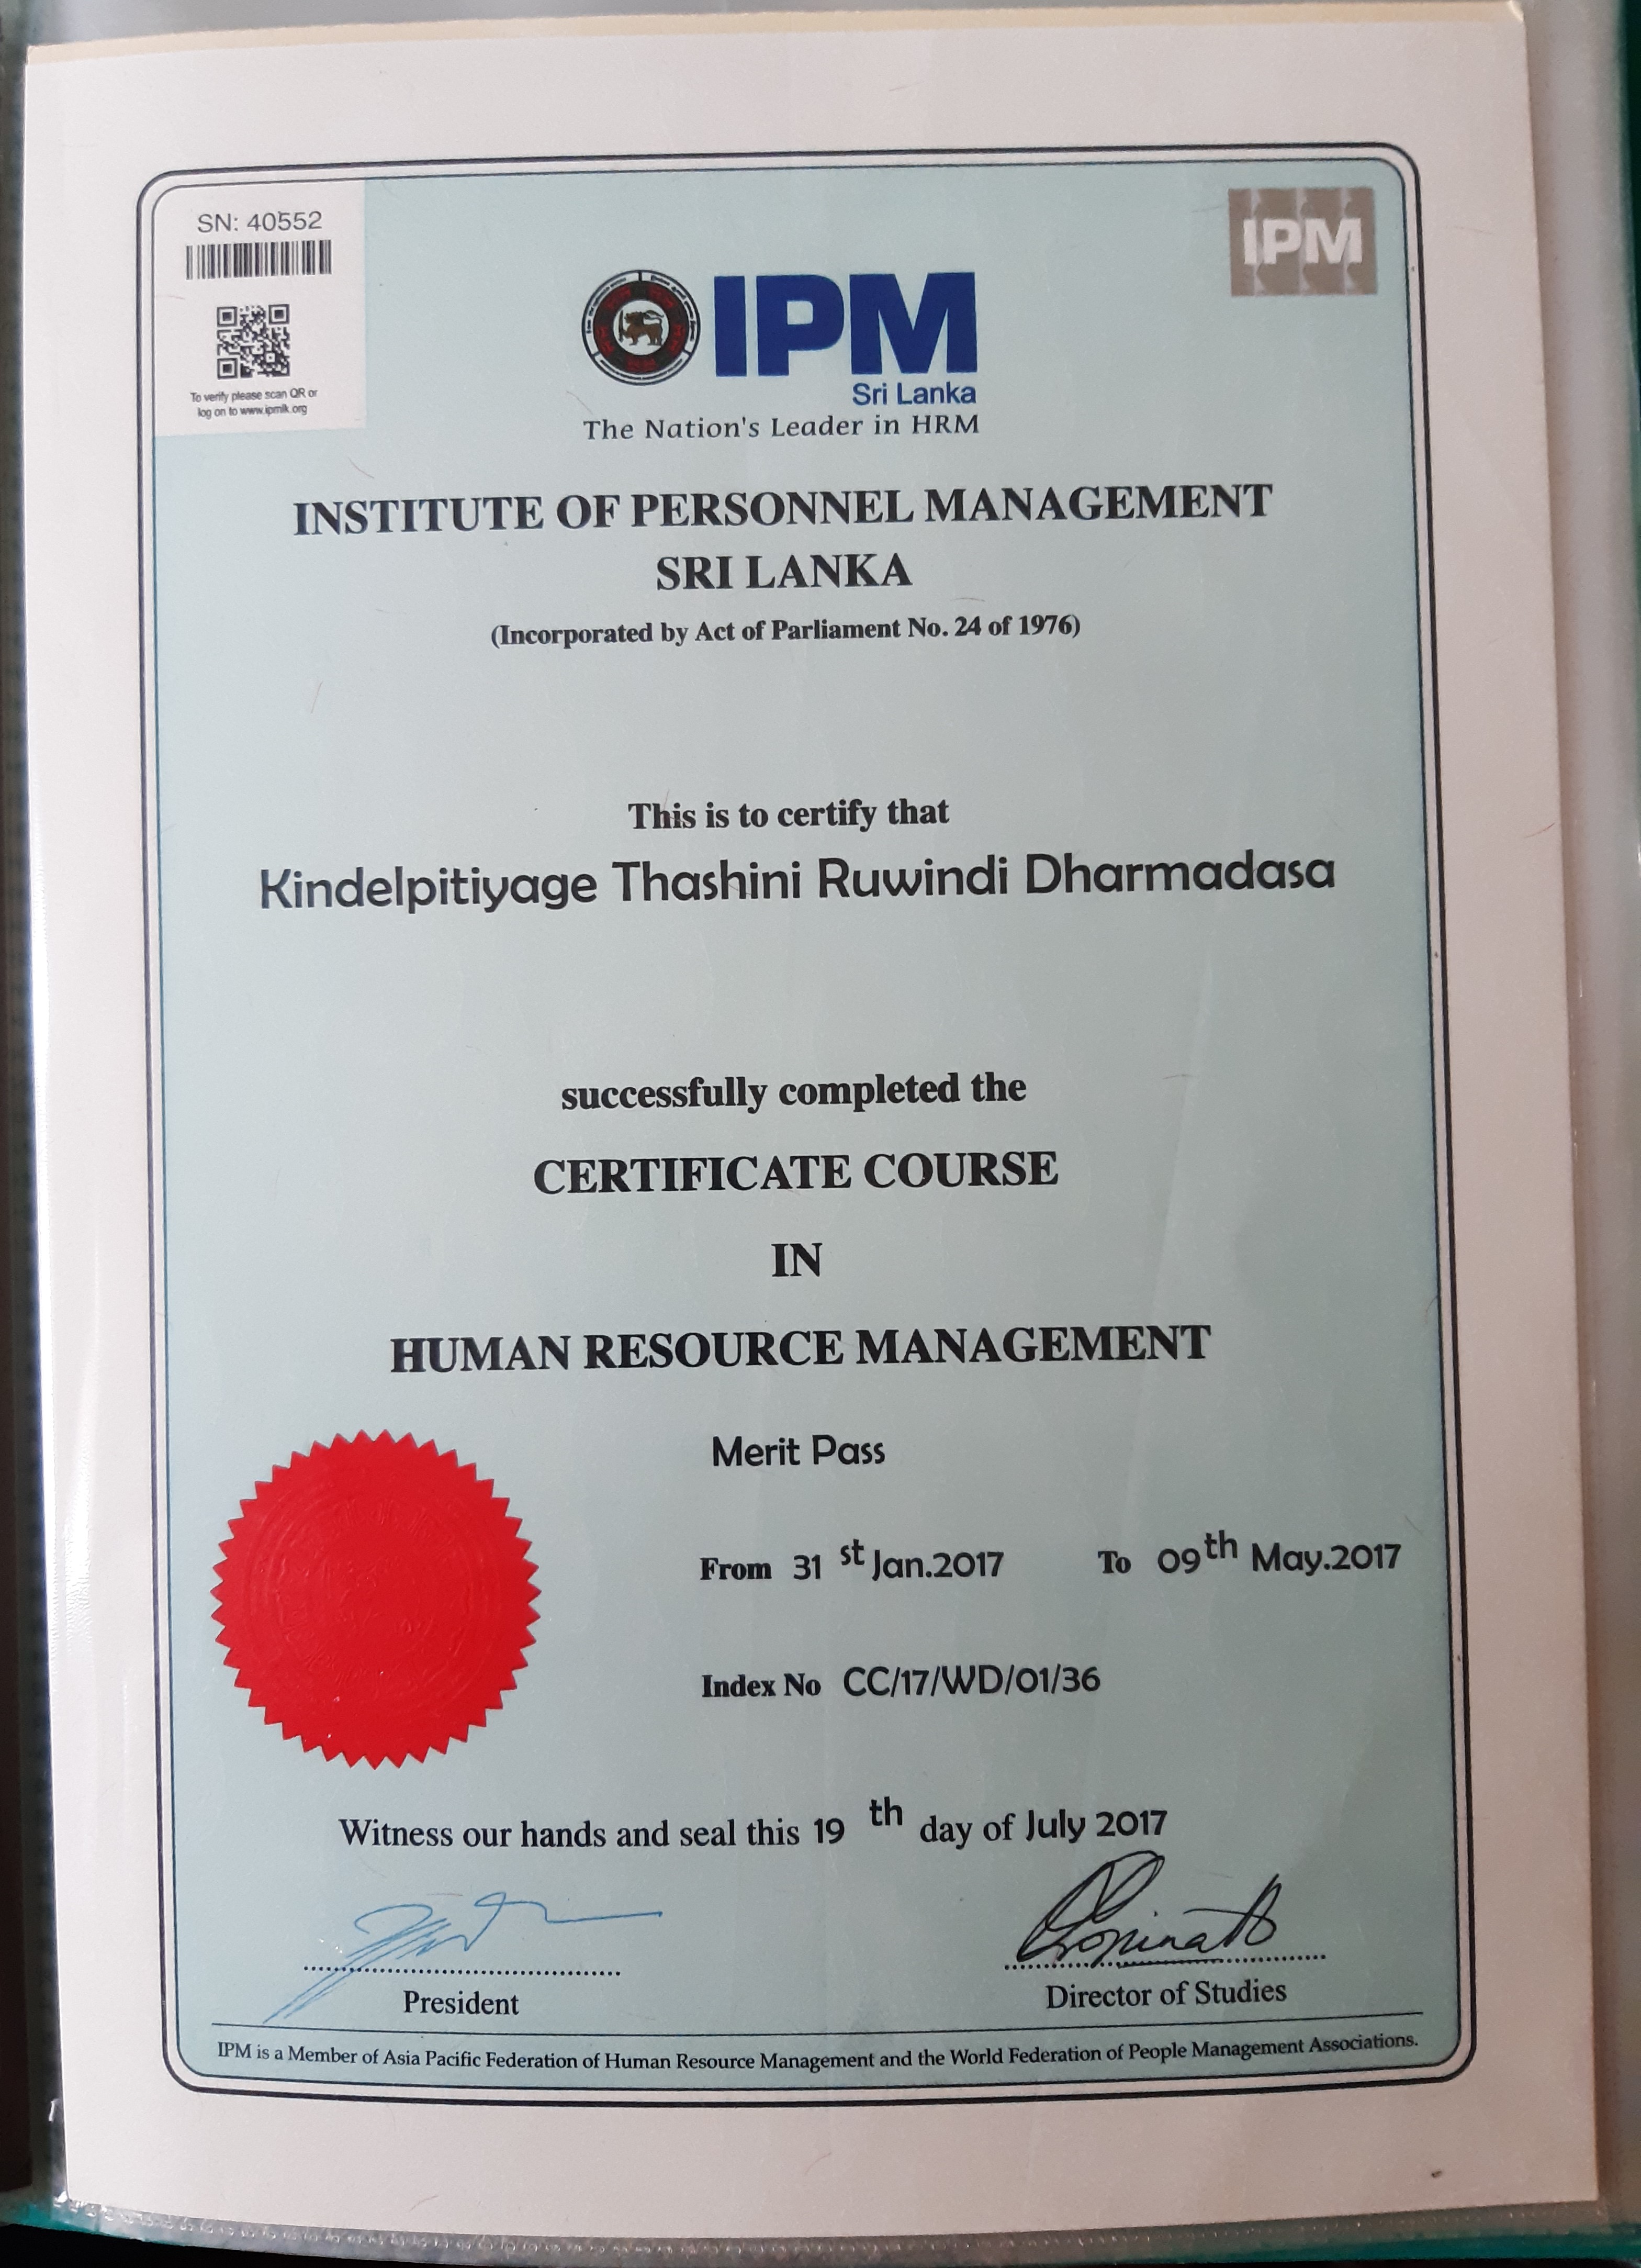 SN: 40552
To verify please scan QR or
log on to www.ipmlk.org
IPM
IPM
Sri Lanka
The Nation's Leader in HRM
INSTITUTE OF PERSONNEL MANAGEMENT
SRI LANKA
(Incorporated by Act of Parliament No. 24 of 1976)
This is to certify that
Kindelpitiyage Thashini Ruwindi Dharmadasa
successfully completed the
CERTIFICATE COURSE
IN
HUMAN RESOURCE MANAGEMENT
Merit Pass
From 31 st Jan.2017 To 09th May.2017
Index No CC/17/WD/01/36
Witness our hands and seal this 19 th day of July 2017
President
Director of Studies
IPM is a Member of Asia Pacific Federation of Human Resource Management and the World Federation of People Management Associations.